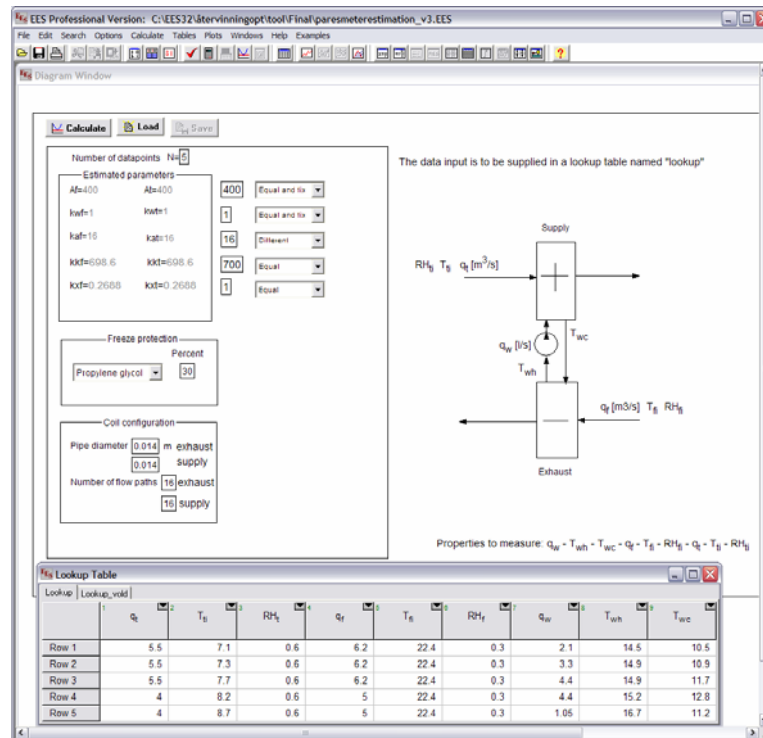 EES Professional Version: C:\EES32\återvinningopt\tool\Final\paresmeterestimation_v3.EES
File Edit Search Options Calculate Tables Plots Windows Help Examples
Diagram Window
Calculate Load Save
Number of datapoints N=5
Estimated parameters
Af=400 At=400 400 Equal and fix
kwf=1 kwt=1 1 Equal and fix
kaf=16 kat=16 16 Different
kkf=698.6 kkt=698.6 700 Equal
kxf=0.2688 kxt=0.2688 1 Equal
Freeze protection
Percent
Propylene glycol 30
Coil configuration
Pipe diameter 0.014 m exhaust
0.014 supply
Number of flow paths 16 exhaust
16 supply
The data input is to be supplied in a lookup table named "lookup"
Supply
RHti Tti qt [m3/s]
Twc
qw [l/s]
Twh
qf [m3/s] Tfi RHfi
Exhaust
Properties to measure: qw - Twh - Twc - qf - Tfi - RHfi - qt - Tti - RHti
Lookup Table
Lookup Lookup_vold
1 2 3 4 5 6 7 8 9
qt Tti RHt qf Tfi RHf qw Twh Twc
Row 1 5.5 7.1 0.6 6.2 22.4 0.3 2.1 14.5 10.5
Row 2 5.5 7.3 0.6 6.2 22.4 0.3 3.3 14.9 10.9
Row 3 5.5 7.7 0.6 6.2 22.4 0.3 4.4 14.9 11.7
Row 4 4 8.2 0.6 5 22.4 0.3 4.4 15.2 12.8
Row 5 4 8.7 0.6 5 22.4 0.3 1.05 16.7 11.2